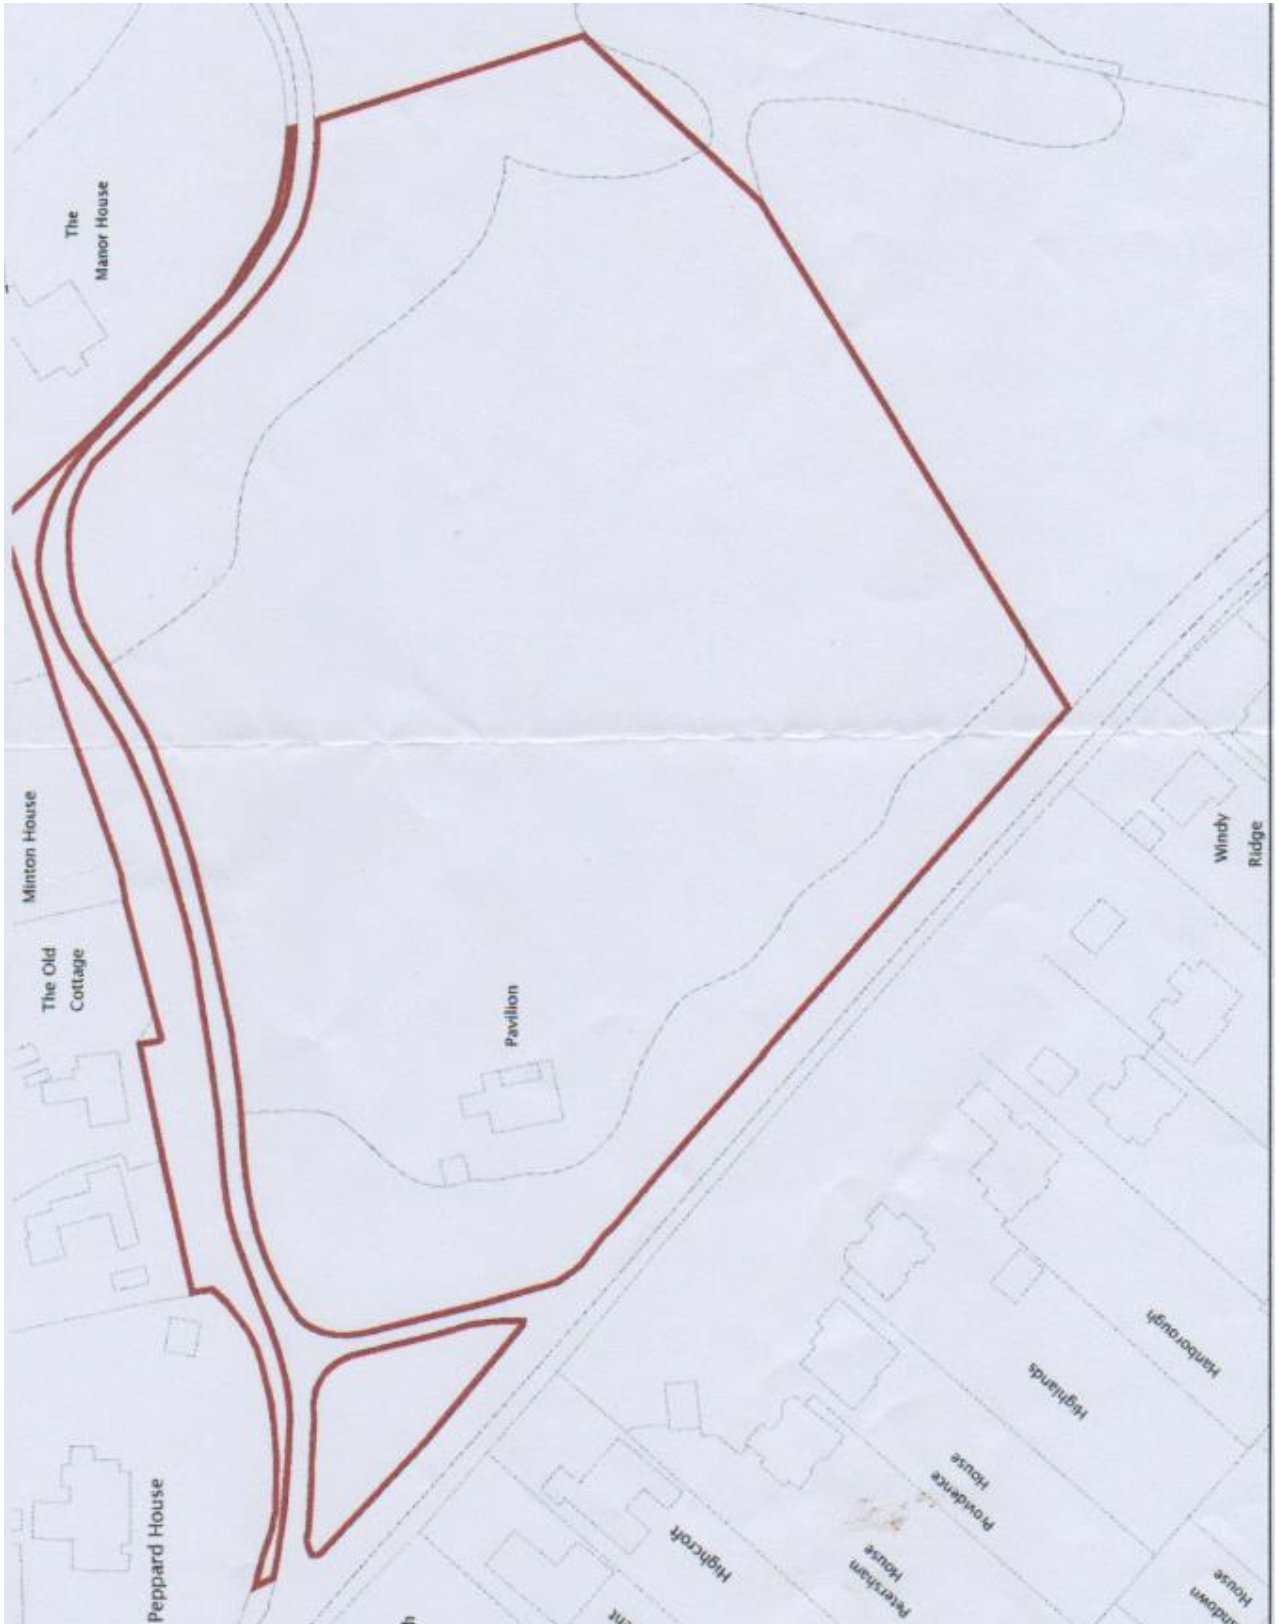 The
Manor House
Minton House
The Old
Cottage
Pavilion
Windy
Ridge
Peppard House
Hanborough
Highlands
Providence
House
Highcroft
Petersham
House
House